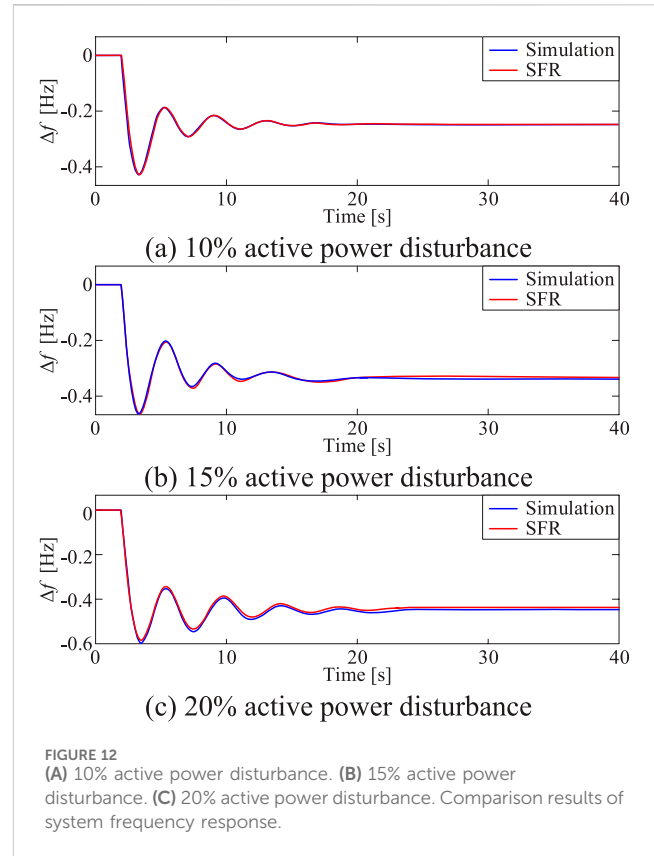 Simulation
SFR
Δf [Hz]
0
-0.2
-0.4
0 10 20 30 40
Time [s]
(a) 10% active power disturbance
Simulation
SFR
Δf [Hz]
0
-0.2
-0.4
0 10 20 30 40
Time [s]
(b) 15% active power disturbance
Simulation
SFR
Δf [Hz]
0
-0.2
-0.4
-0.6
0 10 20 30 40
Time [s]
(c) 20% active power disturbance
FIGURE 12
(A) 10% active power disturbance. (B) 15% active power
disturbance. (C) 20% active power disturbance. Comparison results of
system frequency response.